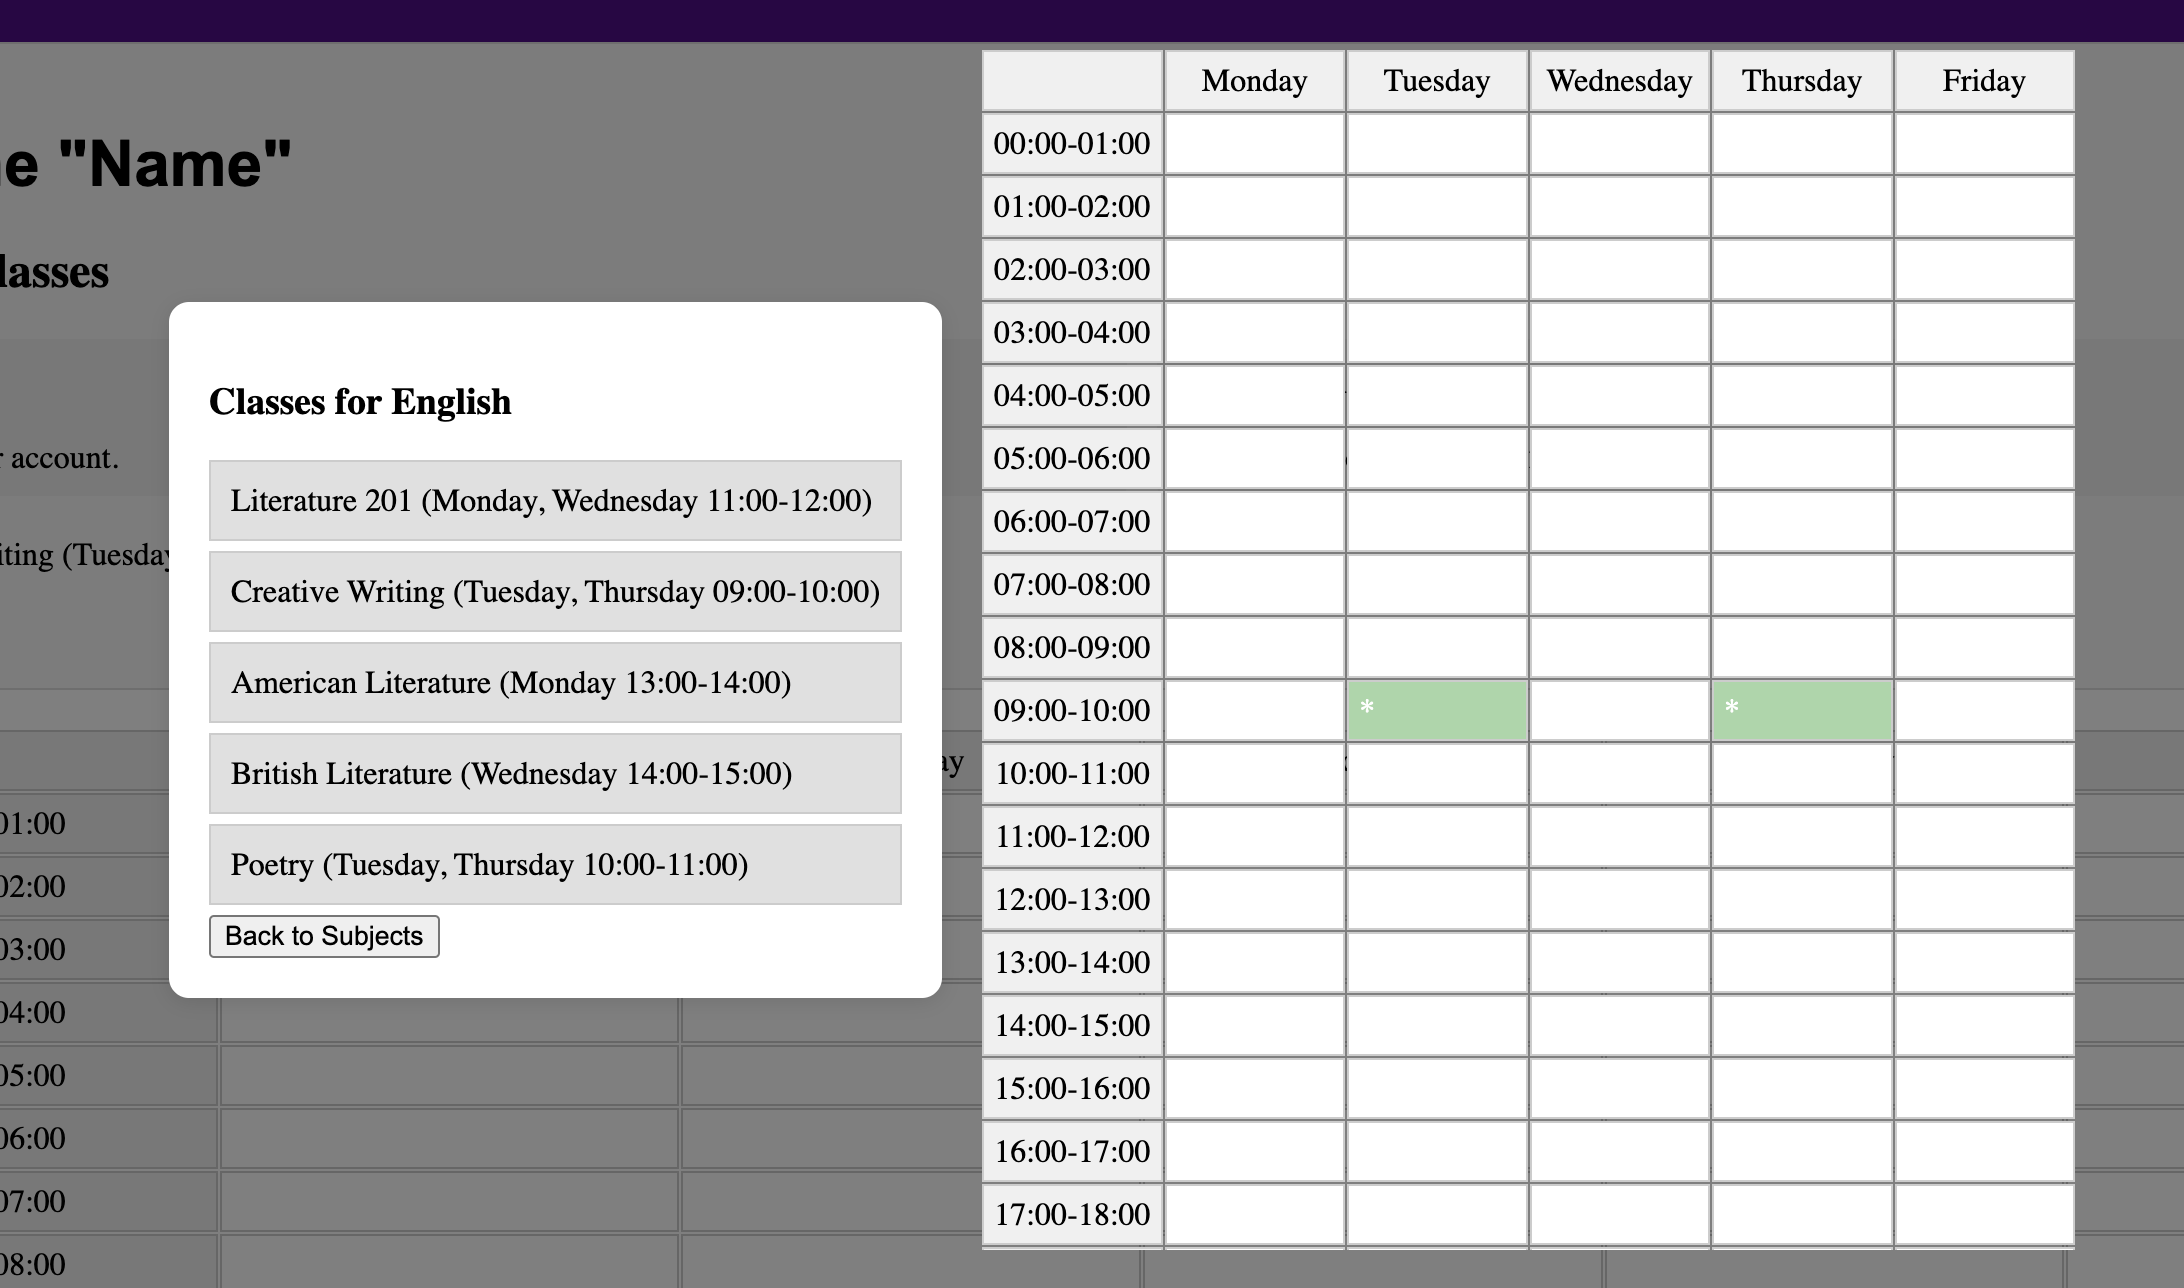 "Name"
account.
(Tuesday
01:00
02:00
03:00
04:00
05:00
06:00
07:00
08:00
Classes for English
Literature 201 (Monday, Wednesday 11:00-12:00)
Creative Writing (Tuesday, Thursday 09:00-10:00)
American Literature (Monday 13:00-14:00)
British Literature (Wednesday 14:00-15:00)
Poetry (Tuesday, Thursday 10:00-11:00)
Back to Subjects
Monday Tuesday Wednesday Thursday Friday
00:00-01:00
01:00-02:00
02:00-03:00
03:00-04:00
04:00-05:00
05:00-06:00
06:00-07:00
07:00-08:00
08:00-09:00
09:00-10:00 * *
10:00-11:00
11:00-12:00
12:00-13:00
13:00-14:00
14:00-15:00
15:00-16:00
16:00-17:00
17:00-18:00